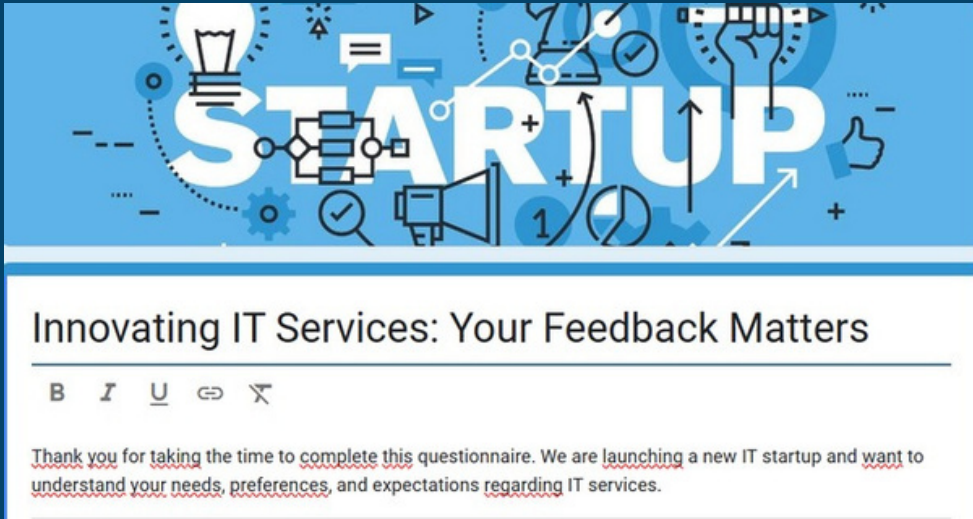 STARTUP
1
Innovating IT Services: Your Feedback Matters
B I U
Thank you for taking the time to complete this questionnaire. We are launching a new IT startup and want to
understand your needs, preferences, and expectations regarding IT services.